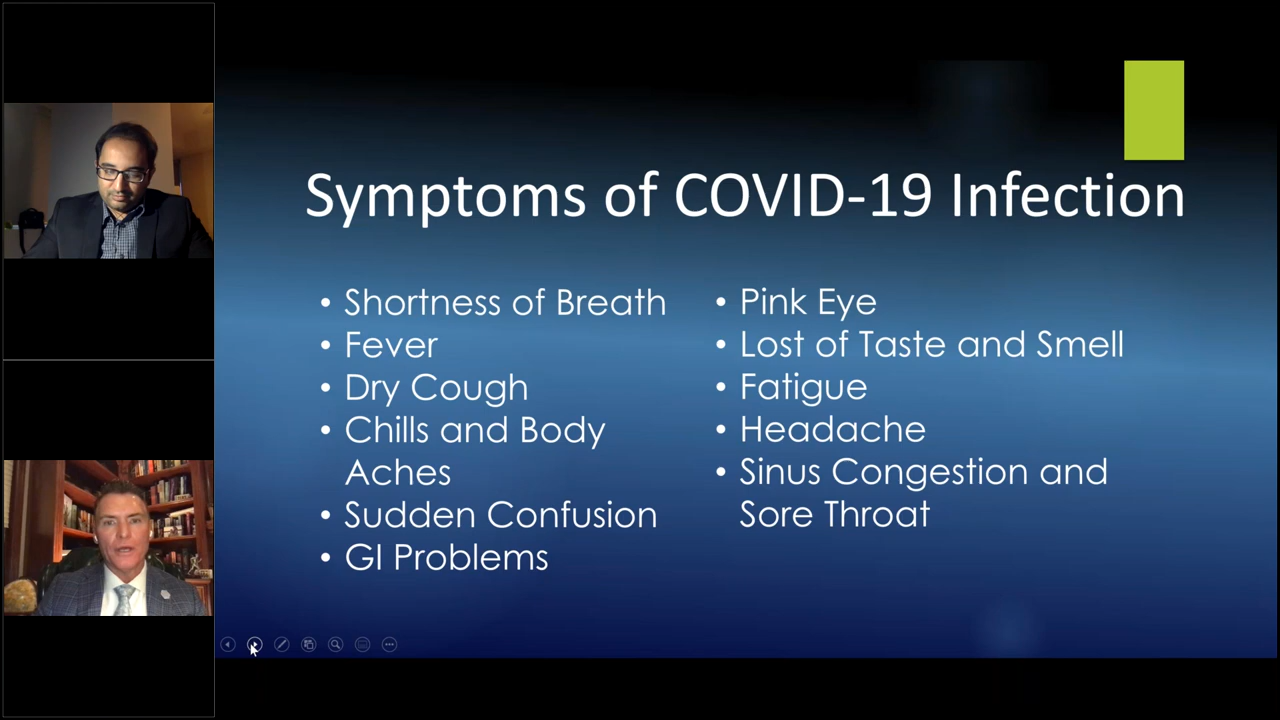 Symptoms of COVID-19 Infection
• Shortness of Breath
• Fever
• Dry Cough
• Chills and Body
Aches
• Sudden Confusion
• GI Problems
• Pink Eye
• Lost of Taste and Smell
• Fatigue
• Headache
• Sinus Congestion and
Sore Throat